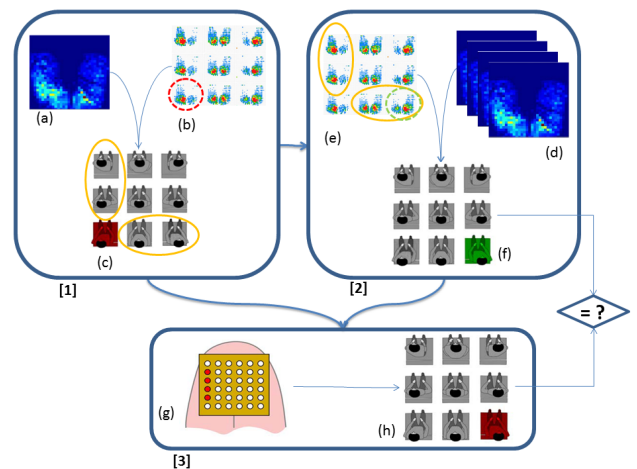 (a)
(b)
(c)
[1]
(e)
(d)
(f)
[2]
= ?
(g)
(h)
[3]